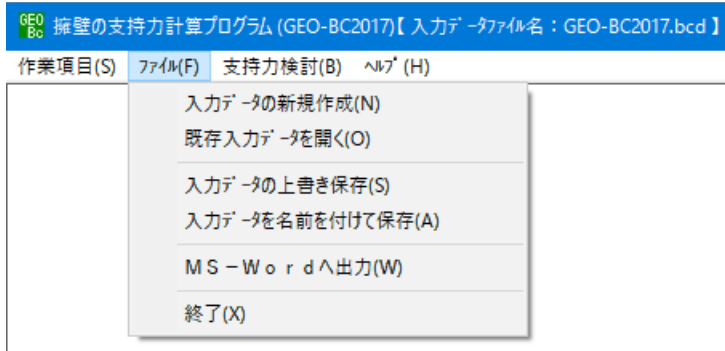 GEO Bc 擁壁の支持力計算プログラム (GEO-BC2017)【 入力ﾃﾞｰﾀﾌｧｲﾙ名：GEO-BC2017.bcd 】
作業項目(S) ﾌｧｲﾙ(F) 支持力検討(B) ﾍﾙﾌﾟ(H)
入力ﾃﾞｰﾀの新規作成(N)
既存入力ﾃﾞｰﾀを開く(O)
入力ﾃﾞｰﾀの上書き保存(S)
入力ﾃﾞｰﾀを名前を付けて保存(A)
ＭＳ－Ｗｏｒｄへ出力(W)
終了(X)